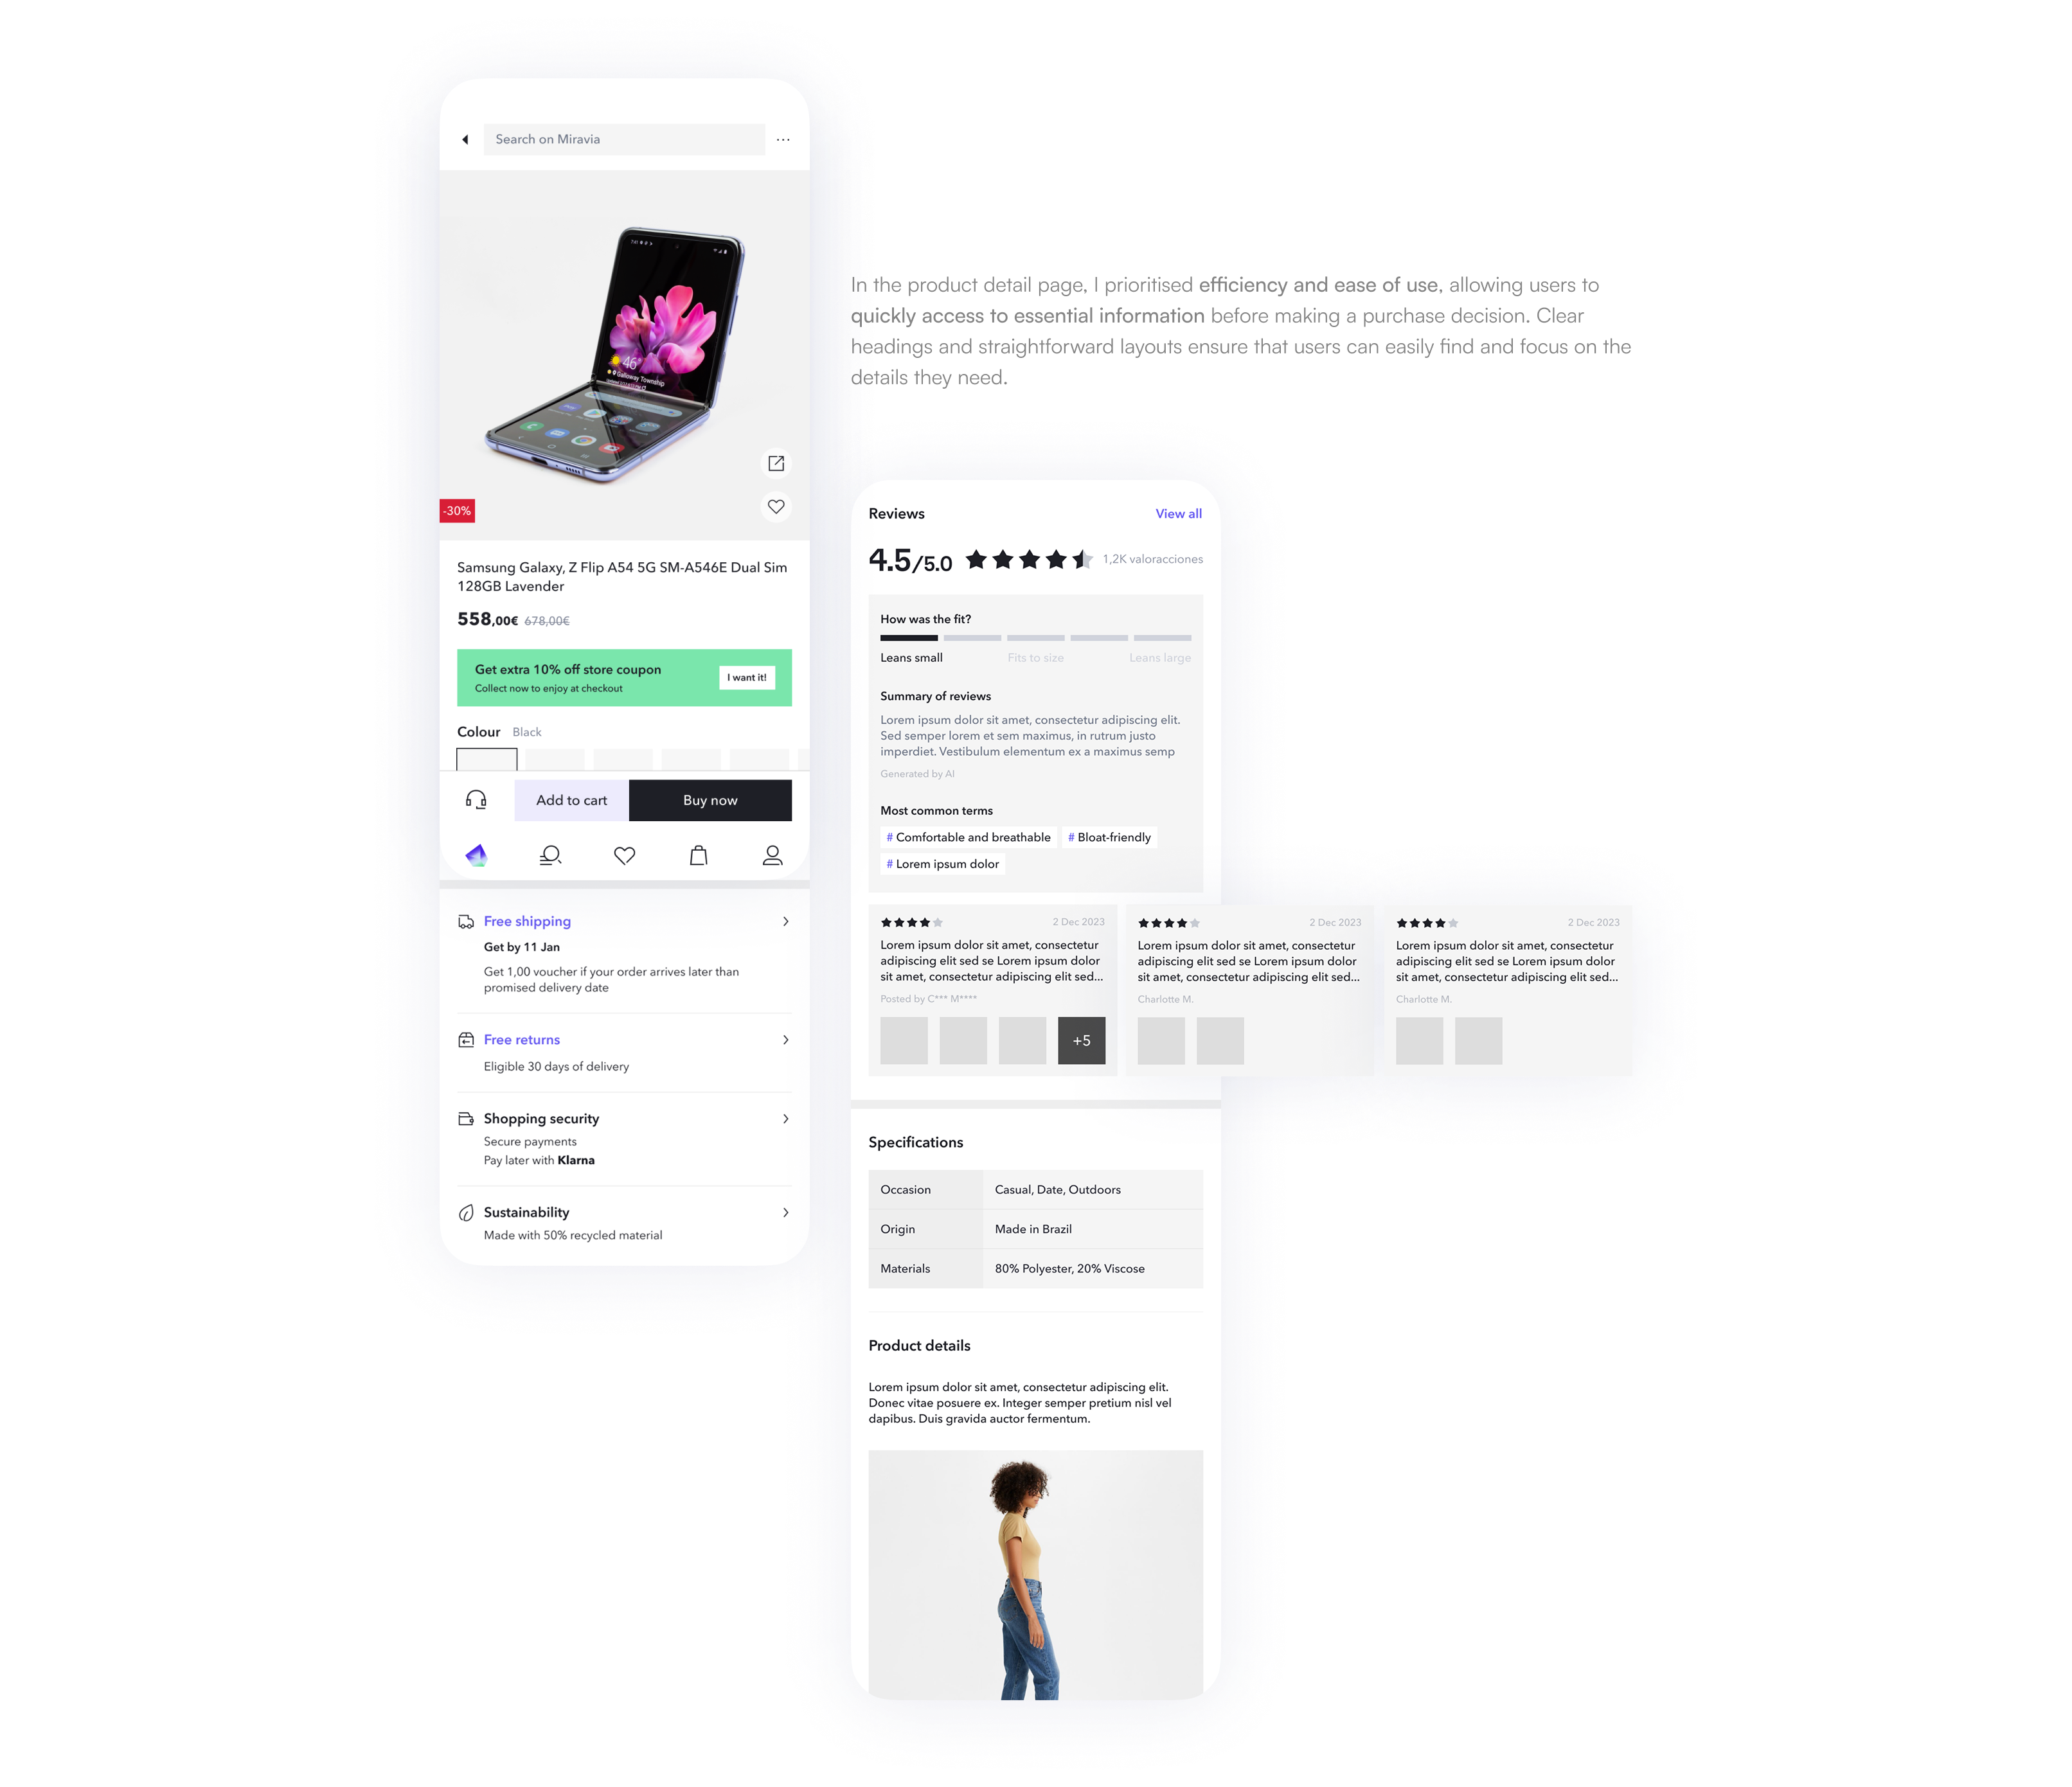 Search on Miravia
...
7:41
46°
Galloway Township
-30%
Samsung Galaxy, Z Flip A54 5G SM-A546E Dual Sim
128GB Lavender
558,00€ 678,00€
Get extra 10% off store coupon
Collect now to enjoy at checkout
I want it!
Colour Black
Add to cart
Buy now
Free shipping
Get by 11 Jan
Get 1,00 voucher if your order arrives later than
promised delivery date
Free returns
Eligible 30 days of delivery
Shopping security
Secure payments
Pay later with Klarna
Sustainability
Made with 50% recycled material
In the product detail page, I prioritised efficiency and ease of use, allowing users to
quickly access to essential information before making a purchase decision. Clear
headings and straightforward layouts ensure that users can easily find and focus on the
details they need.
Reviews
View all
4.5/5.0 1,2K valoracciones
How was the fit?
Leans small Fits to size Leans large
Summary of reviews
Lorem ipsum dolor sit amet, consectetur adipiscing elit.
Sed semper lorem et sem maximus, in rutrum justo
imperdiet. Vestibulum elementum ex a maximus semp
Generated by AI
Most common terms
# Comfortable and breathable # Bloat-friendly
# Lorem ipsum dolor
2 Dec 2023
Lorem ipsum dolor sit amet, consectetur
adipiscing elit sed se Lorem ipsum dolor
sit amet, consectetur adipiscing elit sed...
Posted by C*** M****
+5
2 Dec 2023
Lorem ipsum dolor sit amet, consectetur
adipiscing elit sed se Lorem ipsum dolor
sit amet, consectetur adipiscing elit sed...
Charlotte M.
2 Dec 2023
Lorem ipsum dolor sit amet, consectetur
adipiscing elit sed se Lorem ipsum dolor
sit amet, consectetur adipiscing elit sed...
Charlotte M.
Specifications
Occasion Casual, Date, Outdoors
Origin Made in Brazil
Materials 80% Polyester, 20% Viscose
Product details
Lorem ipsum dolor sit amet, consectetur adipiscing elit.
Donec vitae posuere ex. Integer semper pretium nisl vel
dapibus. Duis gravida auctor fermentum.